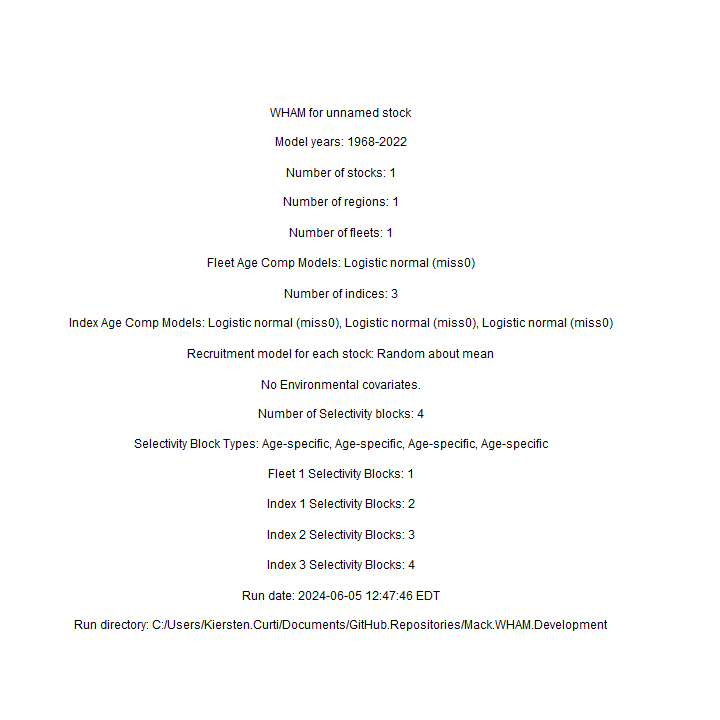 WHAM for unnamed stock
Model years: 1968-2022
Number of stocks: 1
Number of regions: 1
Number of fleets: 1
Fleet Age Comp Models: Logistic normal (miss0)
Number of indices: 3
Index Age Comp Models: Logistic normal (miss0), Logistic normal (miss0), Logistic normal (miss0)
Recruitment model for each stock: Random about mean
No Environmental covariates.
Number of Selectivity blocks: 4
Selectivity Block Types: Age-specific, Age-specific, Age-specific, Age-specific
Fleet 1 Selectivity Blocks: 1
Index 1 Selectivity Blocks: 2
Index 2 Selectivity Blocks: 3
Index 3 Selectivity Blocks: 4
Run date: 2024-06-05 12:47:46 EDT
Run directory: C:/Users/Kiersten.Curti/Documents/GitHub.Repositories/Mack.WHAM.Development